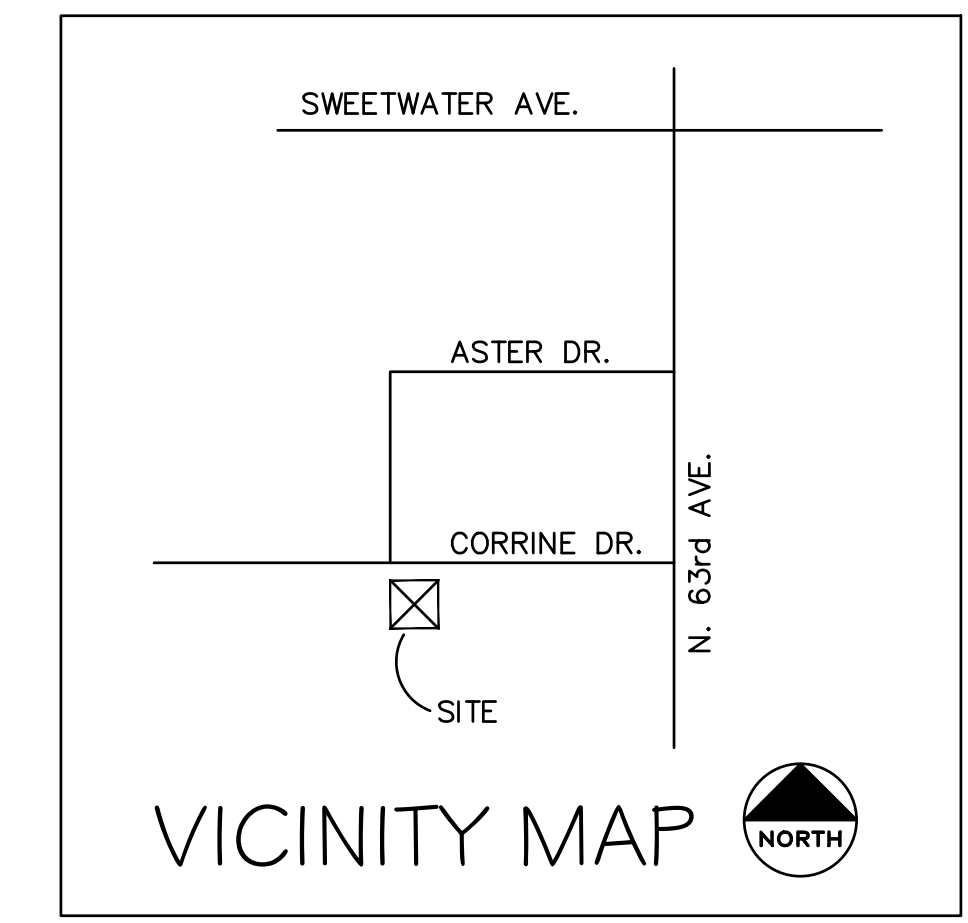 SWEETWATER AVE.
ASTER DR.
CORRINE DR.
N. 63rd AVE.
SITE
VICINITY MAP
NORTH